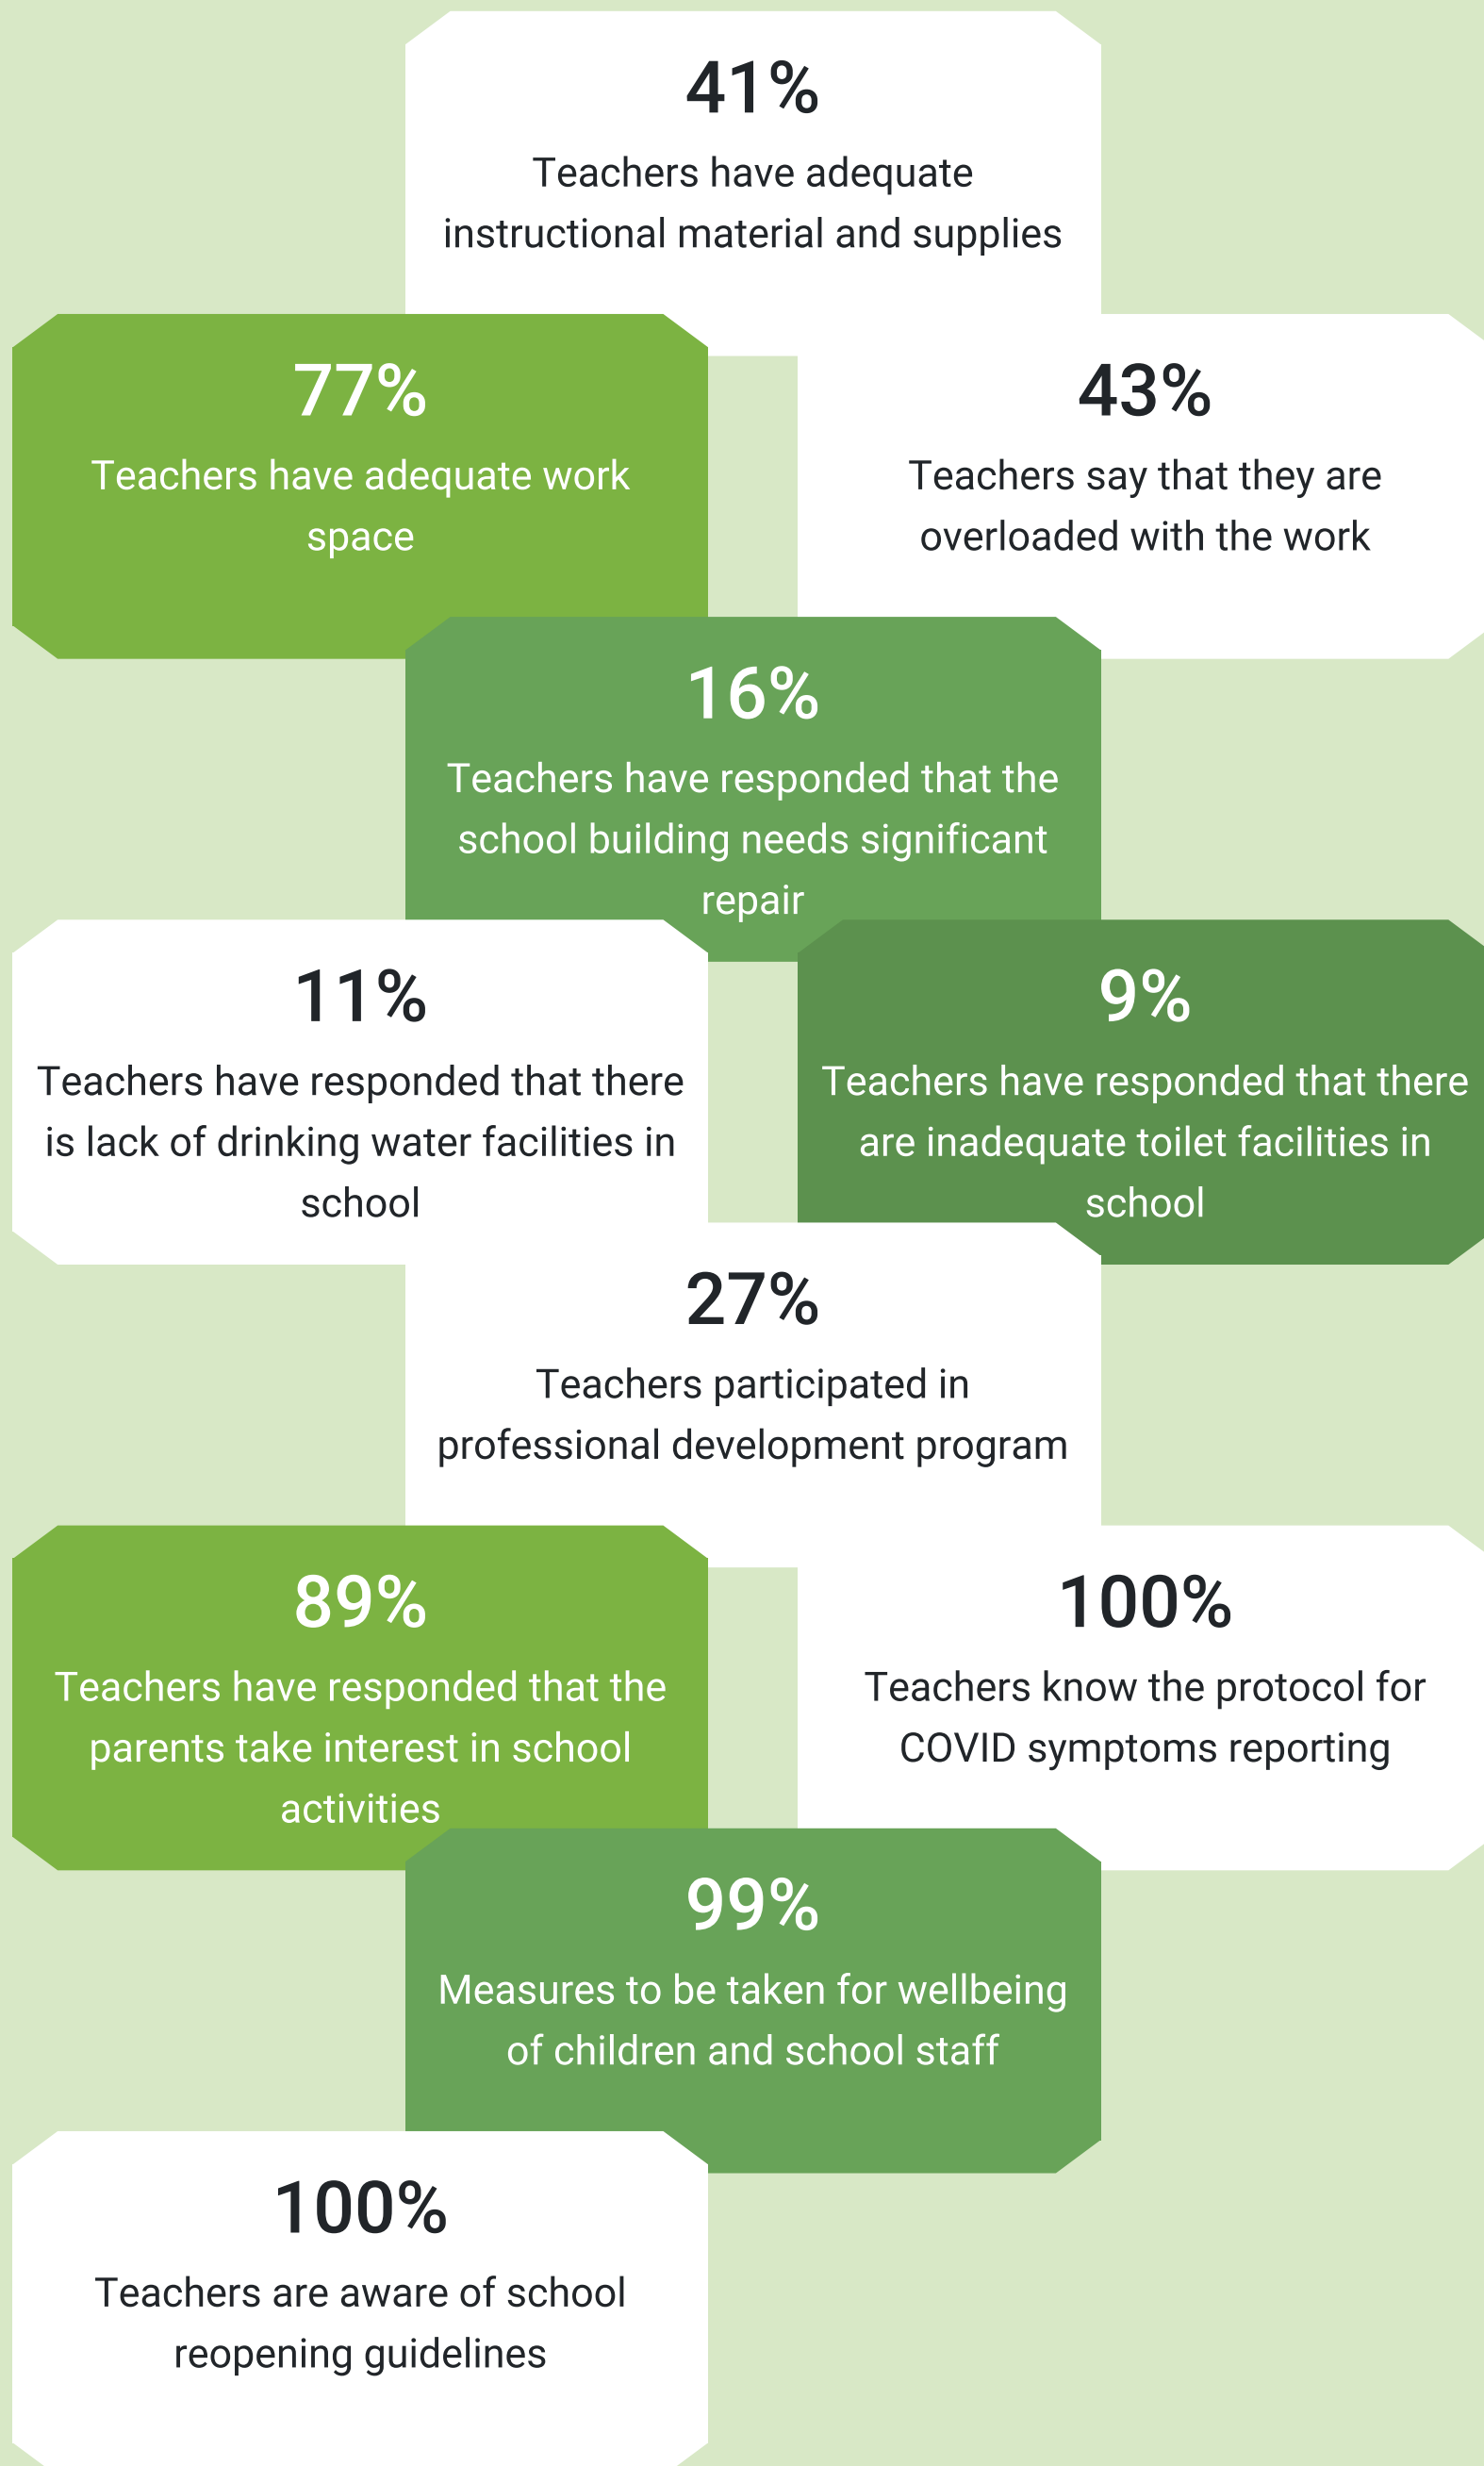 41%
Teachers have adequate
instructional material and supplies
77%
Teachers have adequate work
space
43%
Teachers say that they are
overloaded with the work
16%
Teachers have responded that the
school building needs significant
repair
11%
Teachers have responded that there
is lack of drinking water facilities in
school
9%
Teachers have responded that there
are inadequate toilet facilities in
school
27%
Teachers participated in
professional development program
89%
Teachers have responded that the
parents take interest in school
activities
100%
Teachers know the protocol for
COVID symptoms reporting
99%
Measures to be taken for wellbeing
of children and school staff
100%
Teachers are aware of school
reopening guidelines